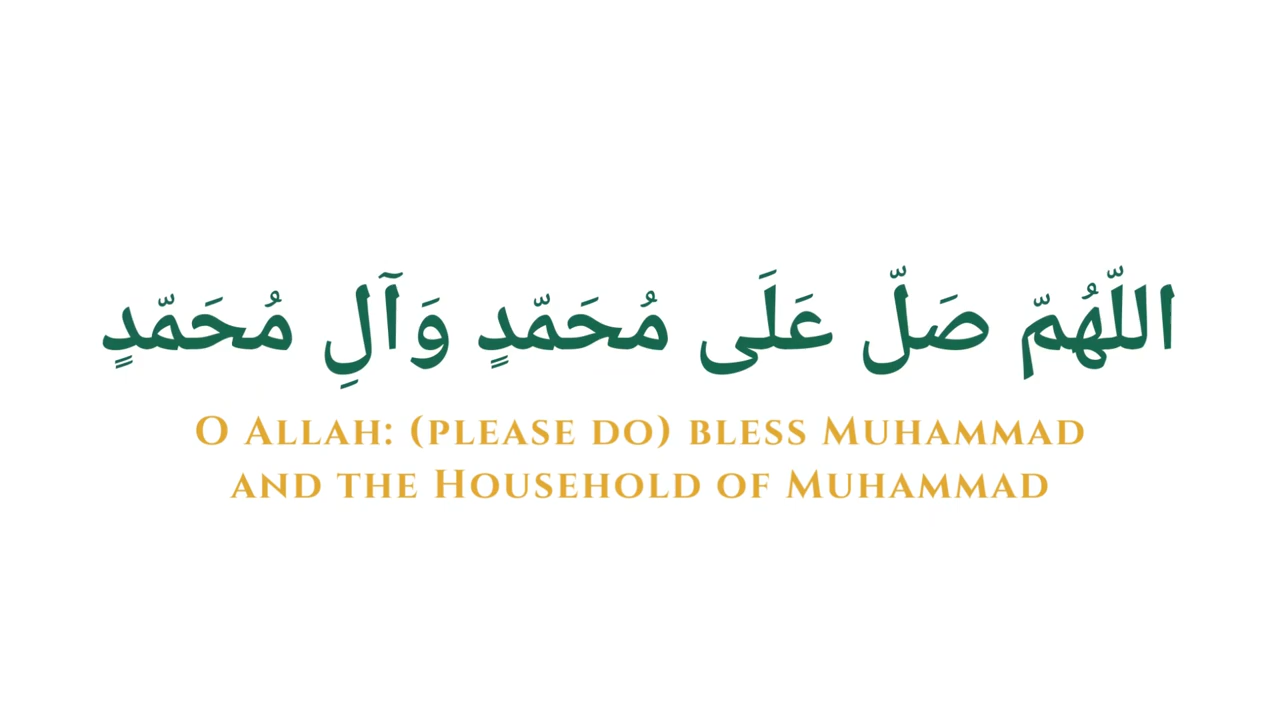 اللّهُمّ صَلّ عَلَى مُحَمّدٍ وَآلِ مُحَمّدٍ
O Allah: (please do) bless Muhammad
and the Household of Muhammad